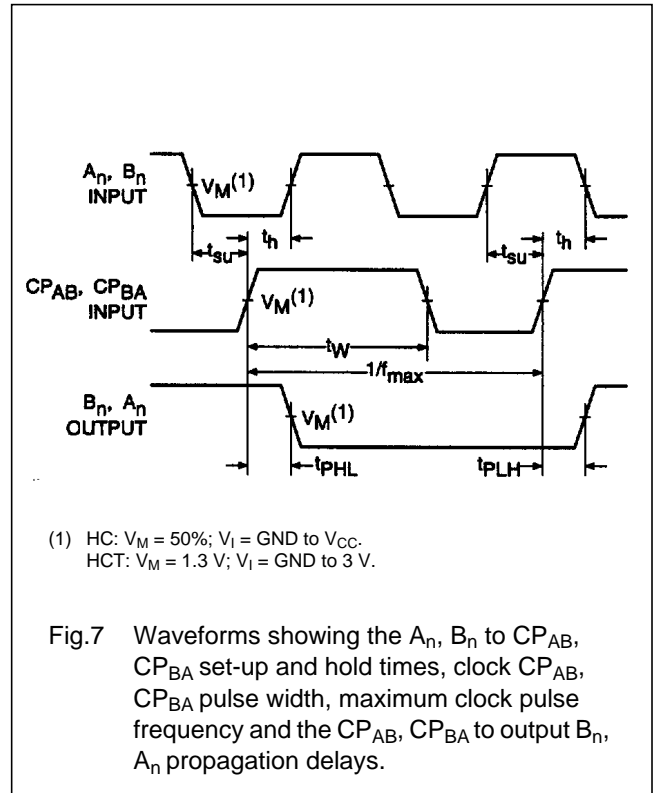 An, Bn
INPUT
VM(1)
tsu
th
tsu
th
CPAB, CPBA
INPUT
VM(1)
tW
1/fmax
Bn, An
OUTPUT
VM(1)
tPHL
tPLH
(1) HC: VM = 50%; VI = GND to VCC.
HCT: VM = 1.3 V; VI = GND to 3 V.
Fig.7 Waveforms showing the An, Bn to CPAB,
CPBA set-up and hold times, clock CPAB,
CPBA pulse width, maximum clock pulse
frequency and the CPAB, CPBA to output Bn,
An propagation delays.